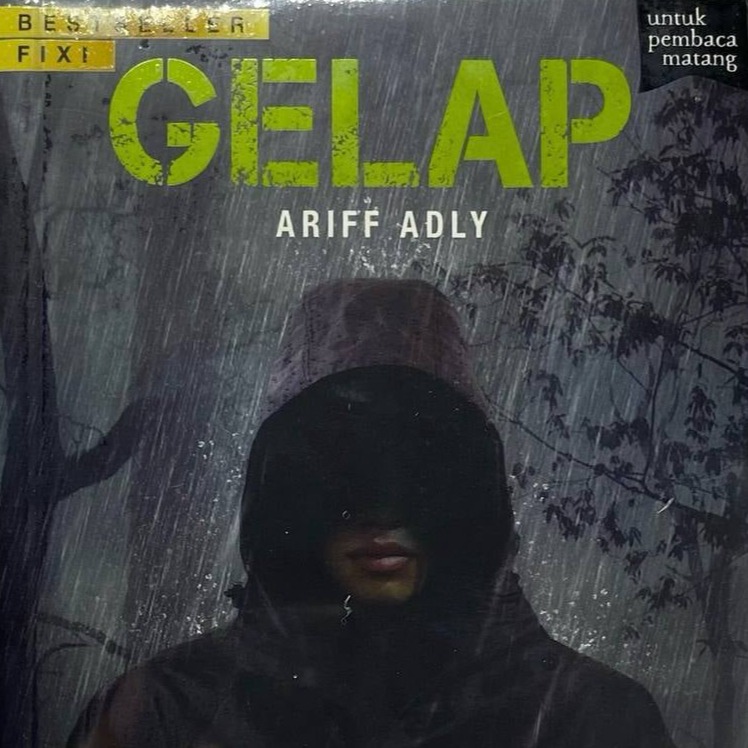 BESTSELLER
FIXI
untuk
pembaca
matang
GELAP
ARIFF ADLY